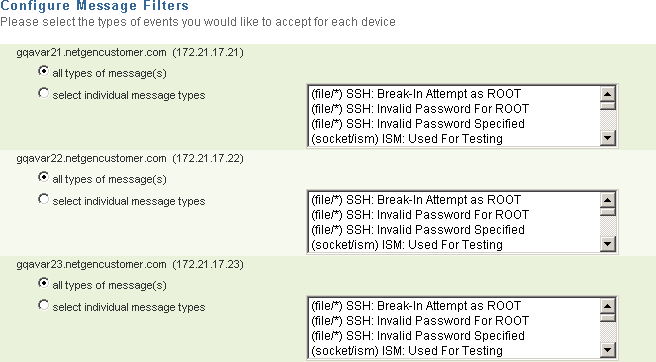 Configure Message Filters
Please select the types of events you would like to accept for each device
gqavar21.netgencustomer.com (172.21.17.21)
all types of message(s)
select individual message types
(file/*) SSH: Break-In Attempt as ROOT
(file/*) SSH: Invalid Password For ROOT
(file/*) SSH: Invalid Password Specified
(socket/ism) ISM: Used For Testing
gqavar22.netgencustomer.com (172.21.17.22)
all types of message(s)
select individual message types
(file/*) SSH: Break-In Attempt as ROOT
(file/*) SSH: Invalid Password For ROOT
(file/*) SSH: Invalid Password Specified
(socket/ism) ISM: Used For Testing
gqavar23.netgencustomer.com (172.21.17.23)
all types of message(s)
select individual message types
(file/*) SSH: Break-In Attempt as ROOT
(file/*) SSH: Invalid Password For ROOT
(file/*) SSH: Invalid Password Specified
(socket/ism) ISM: Used For Testing